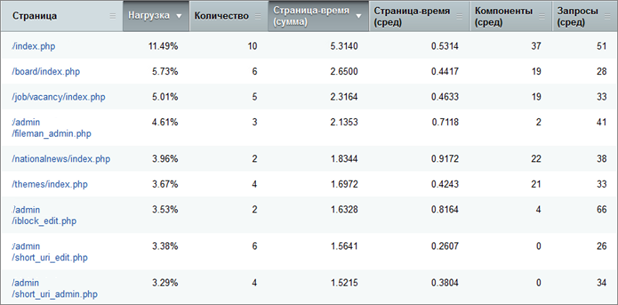 Страница Нагрузка Количество Страница-время (сумма) Страница-время (сред) Компоненты (сред) Запросы (сред)
/index.php 11.49% 10 5.3140 0.5314 37 51
/board/index.php 5.73% 6 2.6500 0.4417 19 28
/job/vacancy/index.php 5.01% 5 2.3164 0.4633 19 33
/admin
/fileman_admin.php 4.61% 3 2.1353 0.7118 2 41
/nationalnews/index.php 3.96% 2 1.8344 0.9172 22 38
/themes/index.php 3.67% 4 1.6972 0.4243 21 33
/admin
/iblock_edit.php 3.53% 2 1.6328 0.8164 4 66
/admin
/short_uri_edit.php 3.38% 6 1.5641 0.2607 0 26
/admin
/short_uri_admin.php 3.29% 4 1.5215 0.3804 0 34